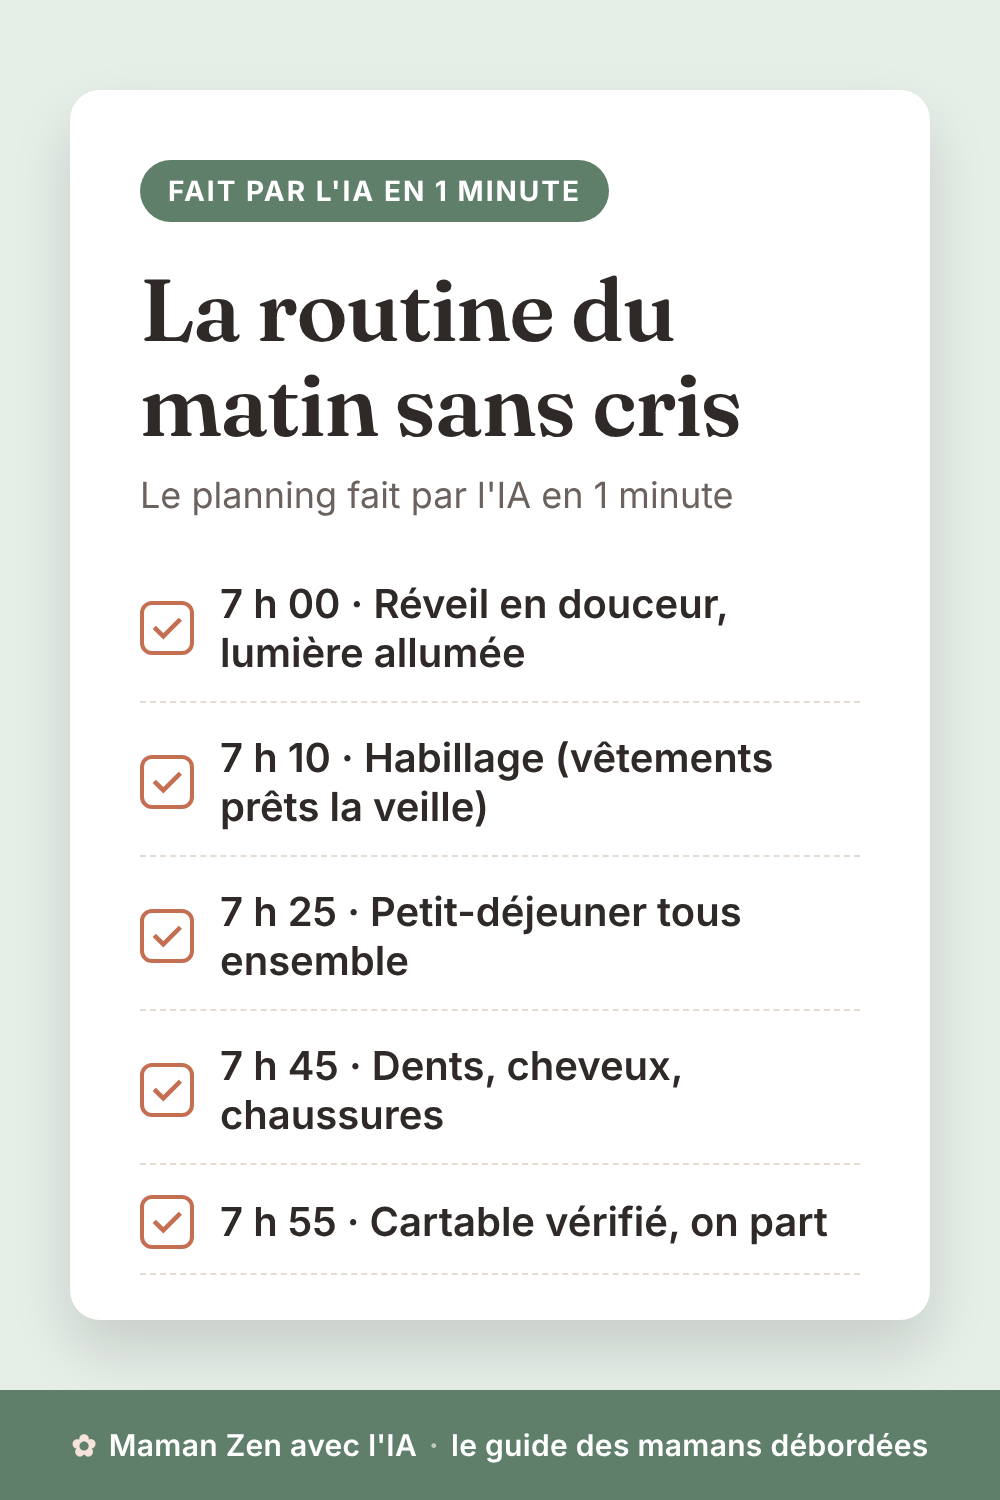 FAIT PAR L'IA EN 1 MINUTE
La routine du
matin sans cris
Le planning fait par l'IA en 1 minute
7 h 00 · Réveil en douceur,
lumière allumée
7 h 10 · Habillage (vêtements
prêts la veille)
7 h 25 · Petit-déjeuner tous
ensemble
7 h 45 · Dents, cheveux,
chaussures
7 h 55 · Cartable vérifié, on part
✿ Maman Zen avec l'IA · le guide des mamans débordées